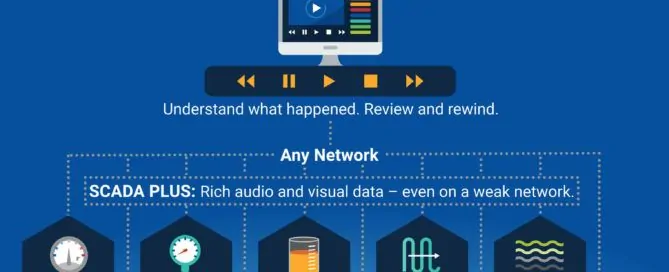 Understand what happened. Review and rewind.
Any Network
SCADA PLUS: Rich audio and visual data – even on a weak network.